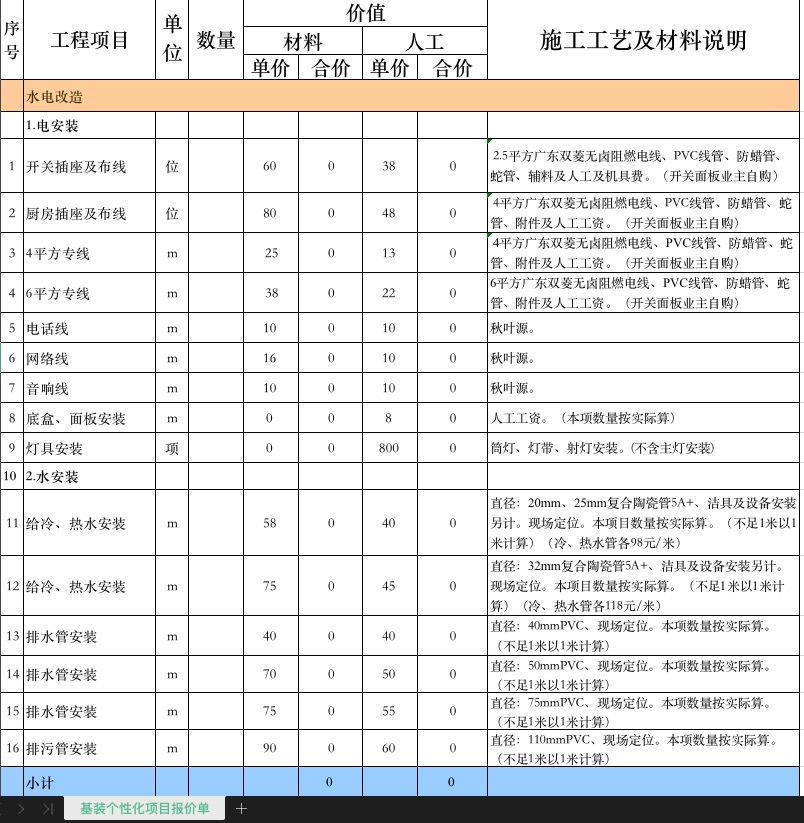 序号 工程项目 单位 数量 价值 施工工艺及材料说明
材料 人工
单价 合价 单价 合价
水电改造
1.电安装
1 开关插座及布线 位 60 0 38 0 2.5平方广东双菱无卤阻燃电线、PVC线管、防蜡管、
蛇管、辅料及人工及机具费。（开关面板业主自购）
2 厨房插座及布线 位 80 0 48 0 4平方广东双菱无卤阻燃电线、PVC线管、防蜡管、蛇
管、附件及人工工资。（开关面板业主自购）
3 4平方专线 m 25 0 13 0 4平方广东双菱无卤阻燃电线、PVC线管、防蜡管、蛇
管、附件及人工工资。（开关面板业主自购）
4 6平方专线 m 38 0 22 0 6平方广东双菱无卤阻燃电线、PVC线管、防蜡管、蛇
管、附件及人工工资。（开关面板业主自购）
5 电话线 m 10 0 10 0 秋叶源。
6 网络线 m 16 0 10 0 秋叶源。
7 音响线 m 10 0 10 0 秋叶源。
8 底盒、面板安装 m 0 0 8 0 人工工资。（本项数量按实际算）
9 灯具安装 项 0 0 800 0 筒灯、灯带、射灯安装。(不含主灯安装)
10 2.水安装
11 给冷、热水安装 m 58 0 40 0 直径：20mm、25mm复合陶瓷管5A+、洁具及设备安装
另计。现场定位。本项目数量按实际算。（不足1米以1
米计算）（冷、热水管各98元/米）
12 给冷、热水安装 m 75 0 45 0 直径：32mm复合陶瓷管5A+、洁具及设备安装另计。
现场定位。本项目数量按实际算。（不足1米以1米计
算）（冷、热水管各118元/米）
13 排水管安装 m 40 0 40 0 直径：40mmPVC、现场定位。本项数量按实际算。
（不足1米以1米计算）
14 排水管安装 m 70 0 50 0 直径：50mmPVC、现场定位。本项数量按实际算。
（不足1米以1米计算）
15 排水管安装 m 75 0 55 0 直径：75mmPVC、现场定位。本项数量按实际算。
（不足1米以1米计算）
16 排污管安装 m 90 0 60 0 直径：110mmPVC、现场定位。本项数量按实际算。
（不足1米以1米计算）
小计 0 0
基装个性化项目报价单 +